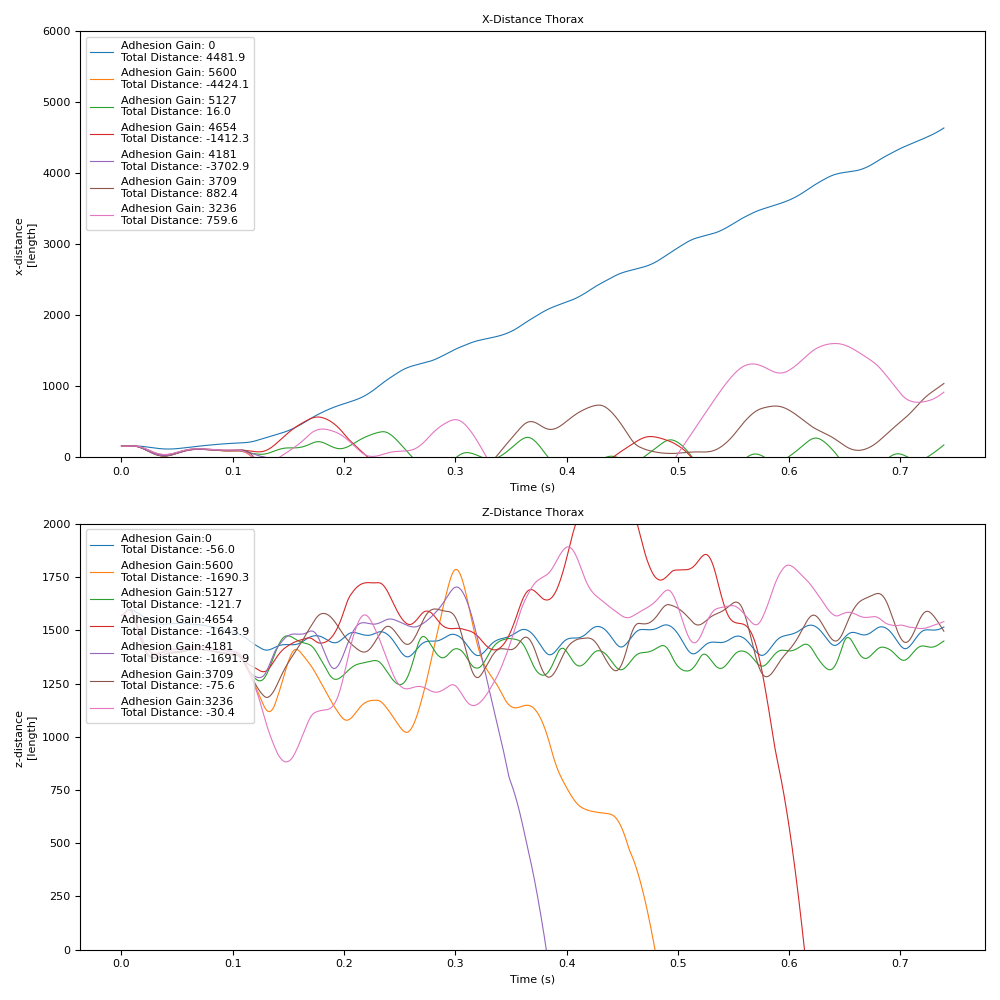 X-Distance Thorax
6000
5000
4000
3000
2000
1000
0
x-distance
[length]
Adhesion Gain: 0
Total Distance: 4481.9
Adhesion Gain: 5600
Total Distance: -4424.1
Adhesion Gain: 5127
Total Distance: 16.0
Adhesion Gain: 4654
Total Distance: -1412.3
Adhesion Gain: 4181
Total Distance: -3702.9
Adhesion Gain: 3709
Total Distance: 882.4
Adhesion Gain: 3236
Total Distance: 759.6
0.0 0.1 0.2 0.3 0.4 0.5 0.6 0.7
Time (s)
Z-Distance Thorax
2000
1750
1500
1250
1000
750
500
250
0
z-distance
[length]
Adhesion Gain:0
Total Distance: -56.0
Adhesion Gain:5600
Total Distance: -1690.3
Adhesion Gain:5127
Total Distance: -121.7
Adhesion Gain:4654
Total Distance: -1643.9
Adhesion Gain:4181
Total Distance: -1691.9
Adhesion Gain:3709
Total Distance: -75.6
Adhesion Gain:3236
Total Distance: -30.4
0.0 0.1 0.2 0.3 0.4 0.5 0.6 0.7
Time (s)